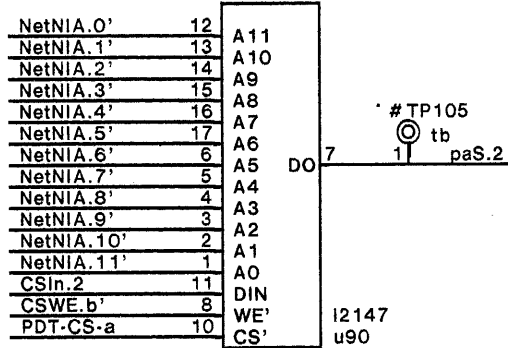 NetNIA.0' 12 A11
NetNIA.1' 13 A10
NetNIA.2' 14 A9
NetNIA.3' 15 A8
NetNIA.4' 16 A7
NetNIA.5' 17 A6
NetNIA.6' 6 A5
NetNIA.7' 5 A4
NetNIA.8' 4 A3
NetNIA.9' 3 A2
NetNIA.10' 2 A1
NetNIA.11' 1 A0
CSIn.2 11 DIN
CSWE.b' 8 WE'
PDT-CS-a 10 CS'
DO 7
#TP105
tb
1 paS.2
I2147
u90